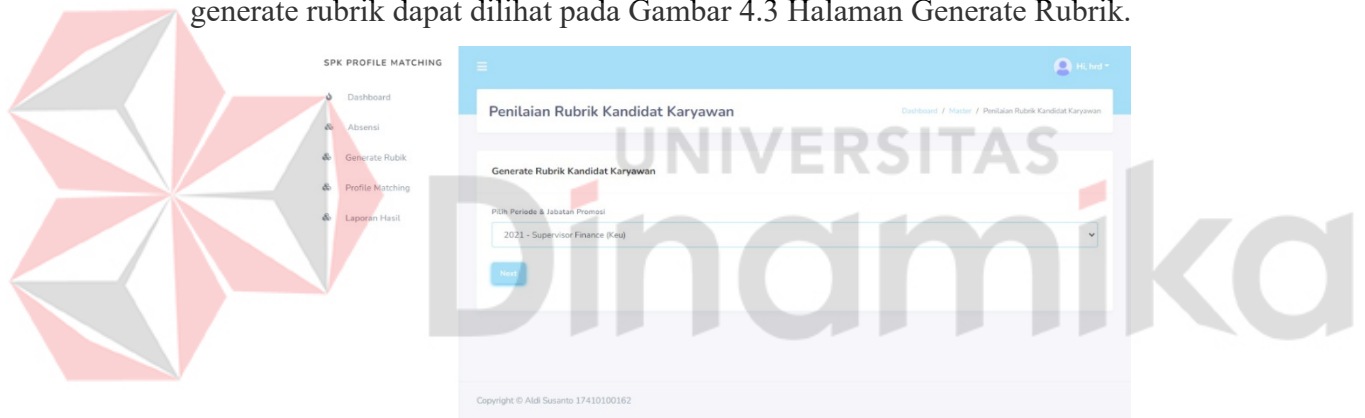 generate rubrik dapat dilihat pada Gambar 4.3 Halaman Generate Rubrik.
SPK PROFILE MATCHING
Hi, hrd
Dashboard
Absensi
Generate Rubik
Profile Matching
Laporan Hasil
Penilaian Rubrik Kandidat Karyawan
Dashboard / Master / Penilaian Rubrik Kandidat Karyawan
UNIVERSITAS
Dinamika
Generate Rubrik Kandidat Karyawan
Pilih Periode & Jabatan Promosi
2021 - Supervisor Finance (Keu)
Next
Copyright © Aldi Susanto 17410100162